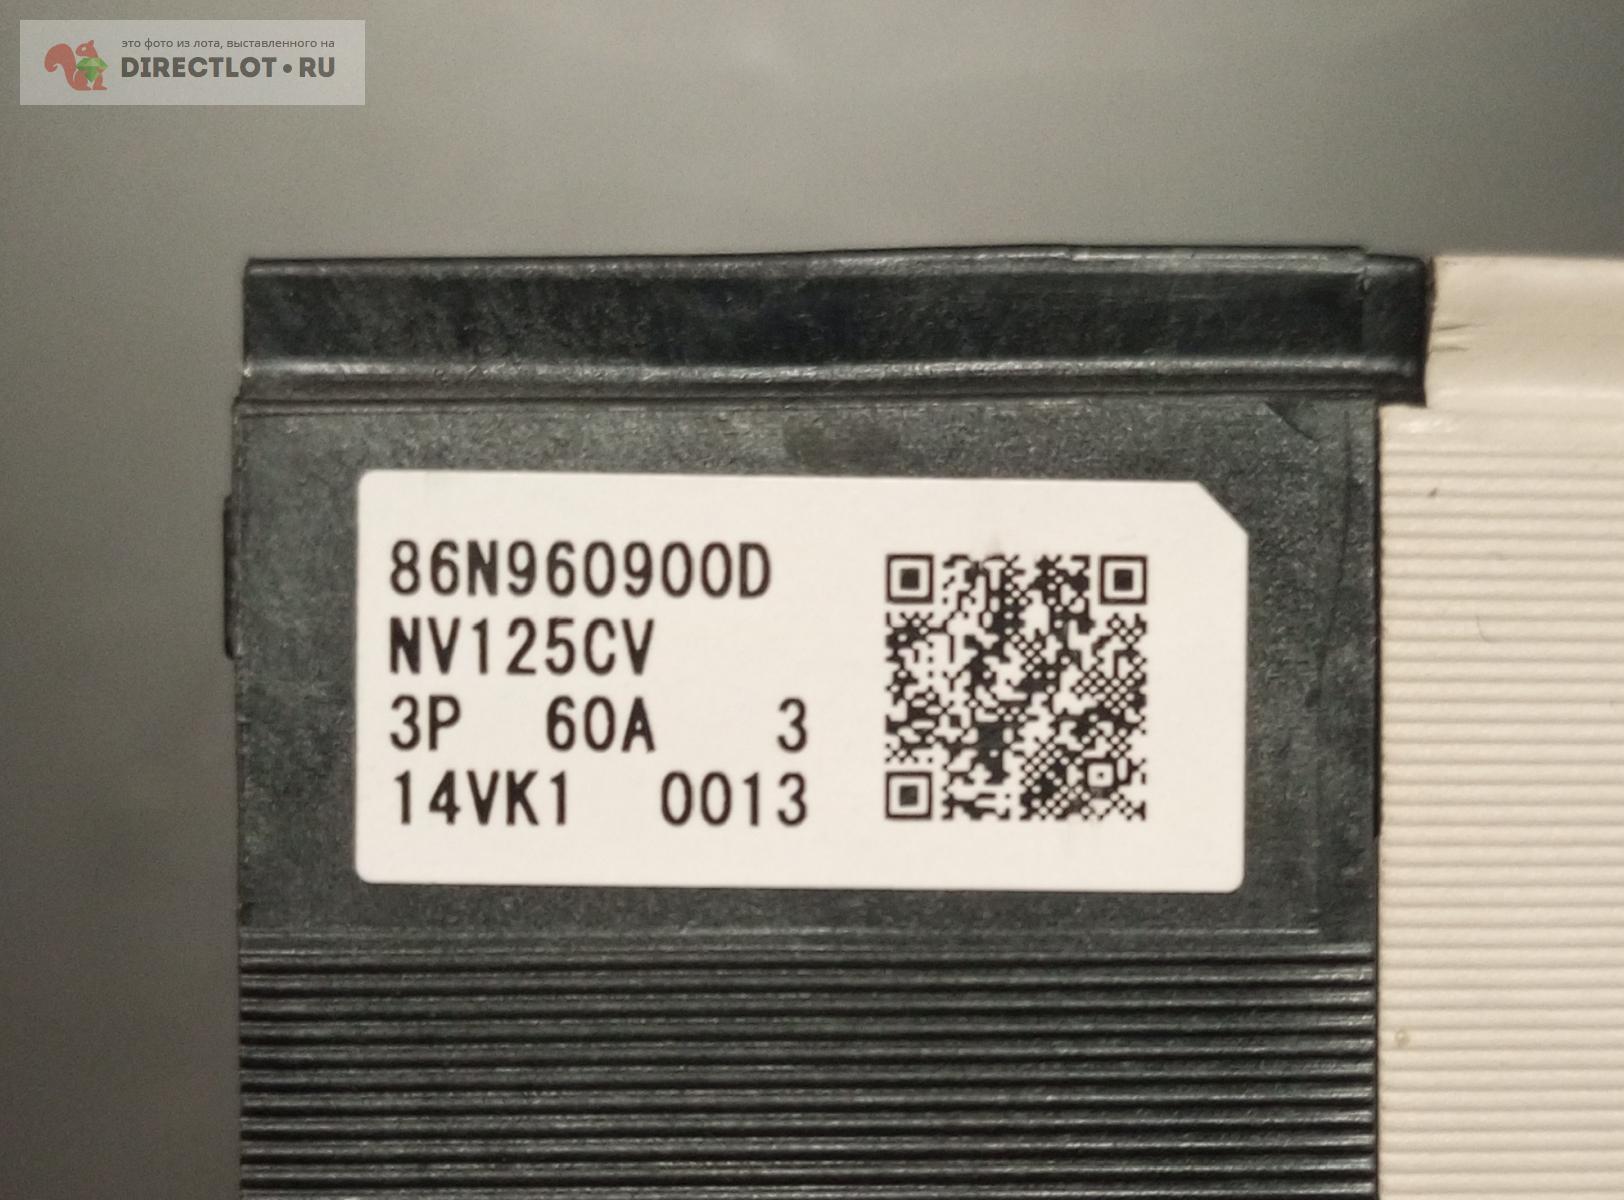 это фото из лота, выставленного на
DIRECTLOT•RU
86N960900D
NV125CV
3P 60A 3
14VK1 0013